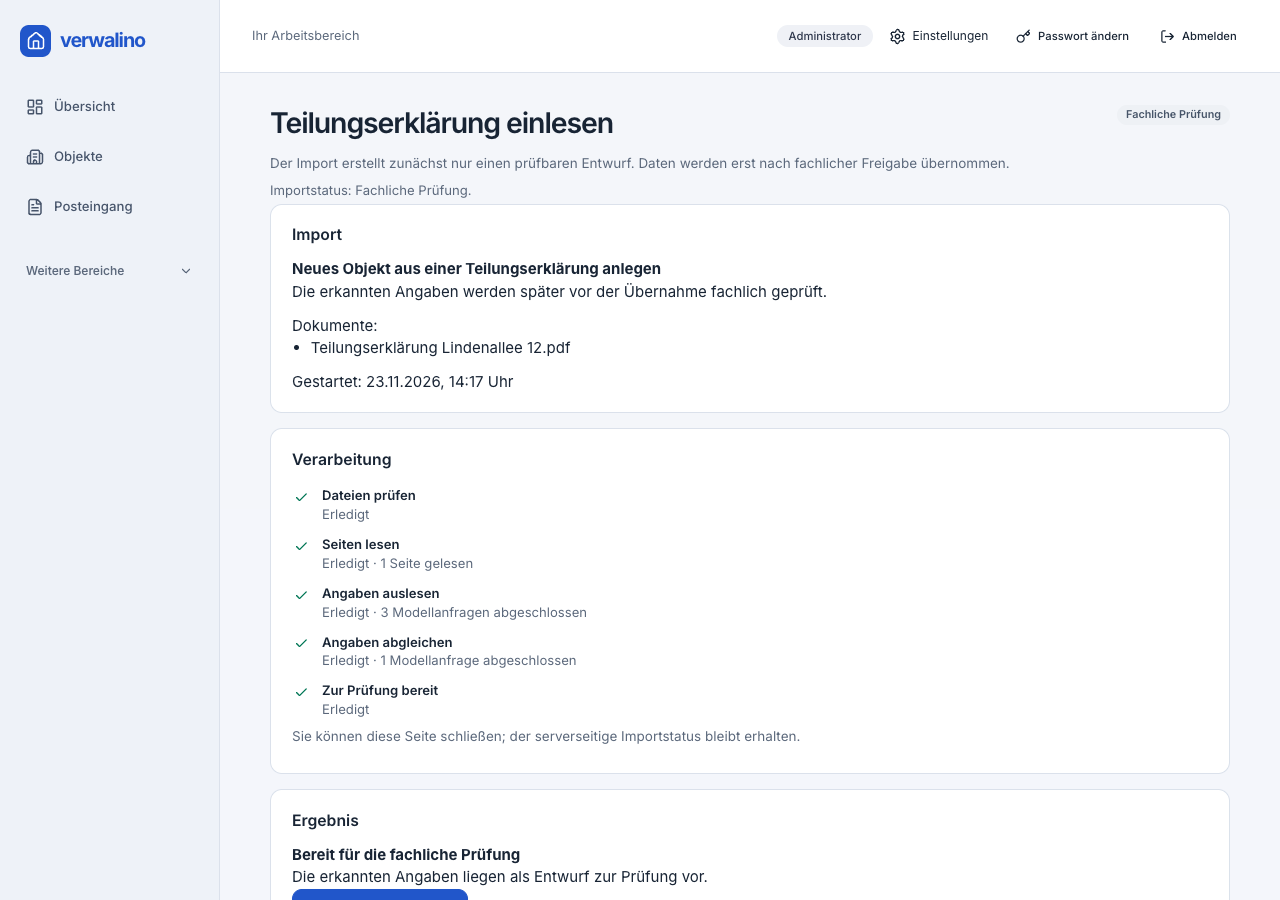 verwalino
Ihr Arbeitsbereich
Administrator
Einstellungen
Passwort ändern
Abmelden
Übersicht
Objekte
Posteingang
Weitere Bereiche
Teilungserklärung einlesen
Fachliche Prüfung
Der Import erstellt zunächst nur einen prüfbaren Entwurf. Daten werden erst nach fachlicher Freigabe übernommen.
Importstatus: Fachliche Prüfung.
Import
Neues Objekt aus einer Teilungserklärung anlegen
Die erkannten Angaben werden später vor der Übernahme fachlich geprüft.
Dokumente:
• Teilungserklärung Lindenallee 12.pdf
Gestartet: 23.11.2026, 14:17 Uhr
Verarbeitung
Dateien prüfen
Erledigt
Seiten lesen
Erledigt · 1 Seite gelesen
Angaben auslesen
Erledigt · 3 Modellanfragen abgeschlossen
Angaben abgleichen
Erledigt · 1 Modellanfrage abgeschlossen
Zur Prüfung bereit
Erledigt
Sie können diese Seite schließen; der serverseitige Importstatus bleibt erhalten.
Ergebnis
Bereit für die fachliche Prüfung
Die erkannten Angaben liegen als Entwurf zur Prüfung vor.